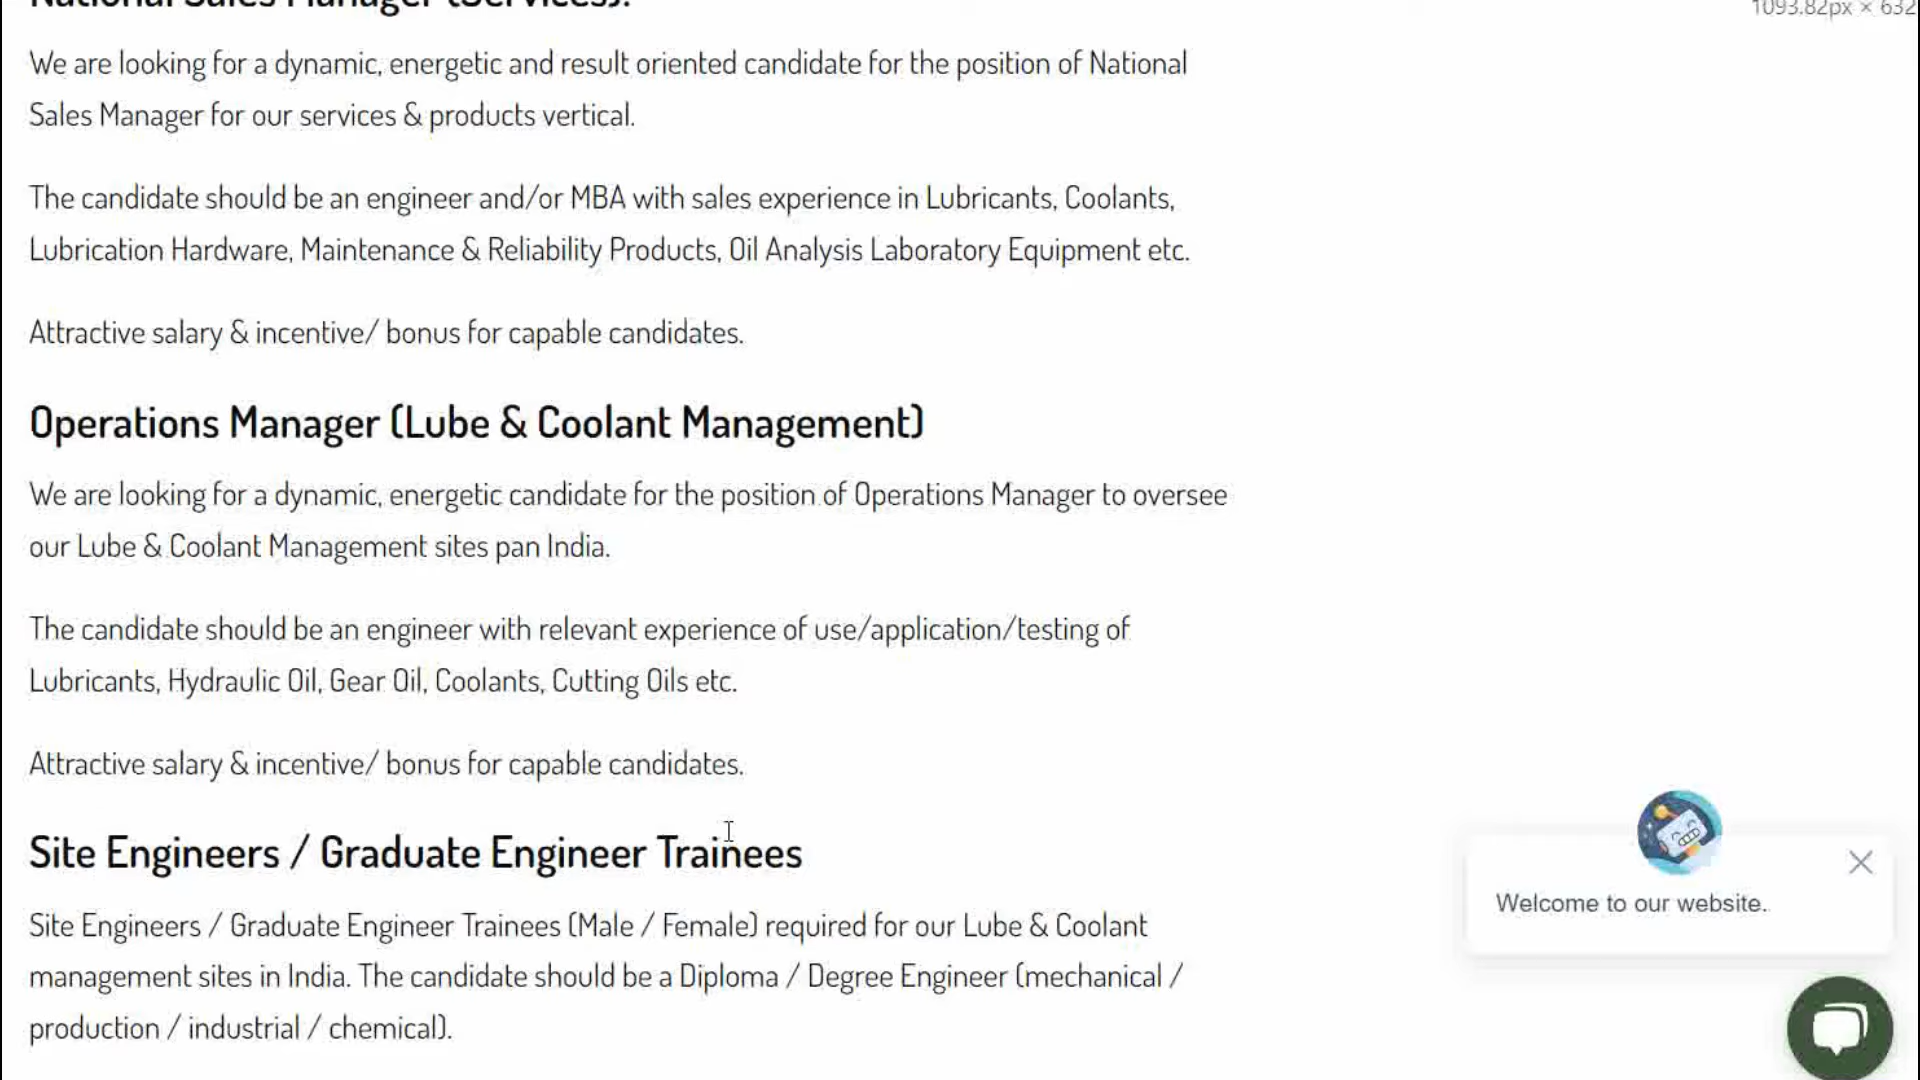 National Sales Manager (Services):
1093.82px × 632
We are looking for a dynamic, energetic and result oriented candidate for the position of National
Sales Manager for our services & products vertical.
The candidate should be an engineer and/or MBA with sales experience in Lubricants, Coolants,
Lubrication Hardware, Maintenance & Reliability Products, Oil Analysis Laboratory Equipment etc.
Attractive salary & incentive/ bonus for capable candidates.
Operations Manager (Lube & Coolant Management)
We are looking for a dynamic, energetic candidate for the position of Operations Manager to oversee
our Lube & Coolant Management sites pan India.
The candidate should be an engineer with relevant experience of use/application/testing of
Lubricants, Hydraulic Oil, Gear Oil, Coolants, Cutting Oils etc.
Attractive salary & incentive/ bonus for capable candidates.
Site Engineers / Graduate Engineer Trainees
Site Engineers / Graduate Engineer Trainees (Male / Female) required for our Lube & Coolant
management sites in India. The candidate should be a Diploma / Degree Engineer (mechanical /
production / industrial / chemical).
Welcome to our website.